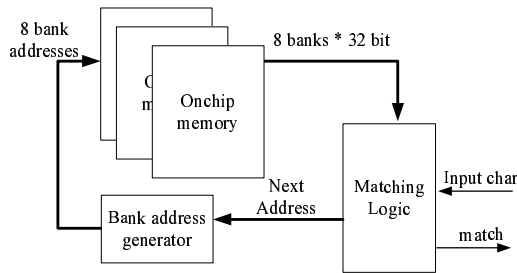 8 bank
addresses
8 banks * 32 bit
O
m
Onchip
memory
Next
Address
Matching
Logic
Input char
match
Bank address
generator